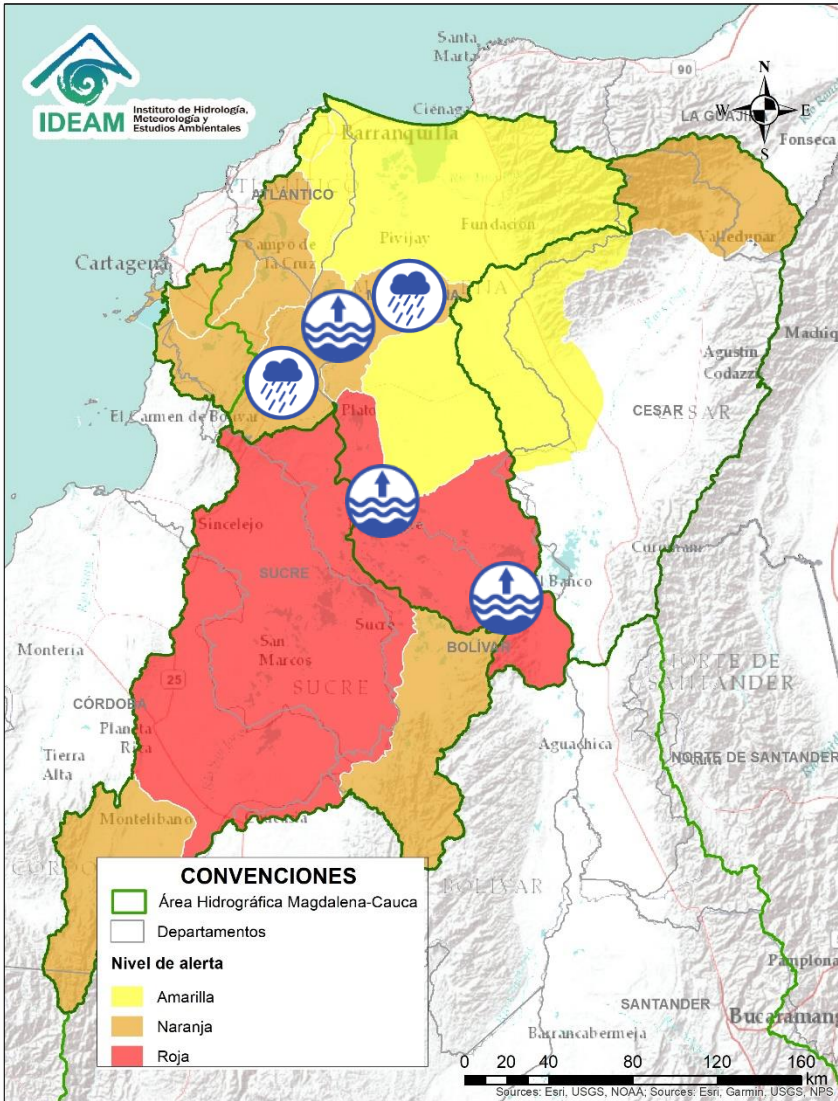 Santa
Marta
90
N
W
E
S
IDEAM
Instituto de Hidrología,
Meteorología y
Estudios Ambientales
Ciénaga
Barranquilla
LA GUAJIRA
Fonseca
ATLÁNTICO
Pivijay
Fundación
Campo de
la Cruz
Valledupar
Cartagena
Agustín
Codazzi
CESAR
CESAR
El Carmen de Bolívar
Plato
Sincelejo
SUCRE
El Banco
Sucre
BOLÍVAR
San
Marcos
SUCRE
Montería
25
CÓRDOBA
Planeta
Rica
Tierra
Alta
NORTE DE
SANTANDER
Aguachica
NORTE DE SANTANDER
Montelíbano
BOLÍVAR
CONVENCIONES
Área Hidrográfica Magdalena-Cauca
Departamentos
Nivel de alerta
Amarilla
Naranja
Roja
Pamplona
SANTANDER
Bucaramang
Barrancabermeja
0 20 40 80 120 160
km
Sources: Esri, USGS, NOAA; Sources: Esri, Garmin, USGS, NPS